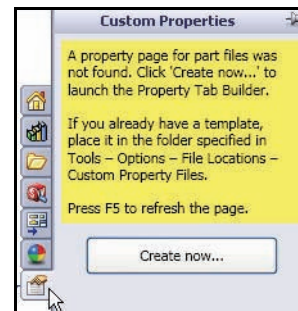 Custom Properties
A property page for part files was
not found. Click 'Create now...' to
launch the Property Tab Builder.
If you already have a template,
place it in the folder specified in
Tools – Options – File Locations –
Custom Property Files.
Press F5 to refresh the page.
Create now...